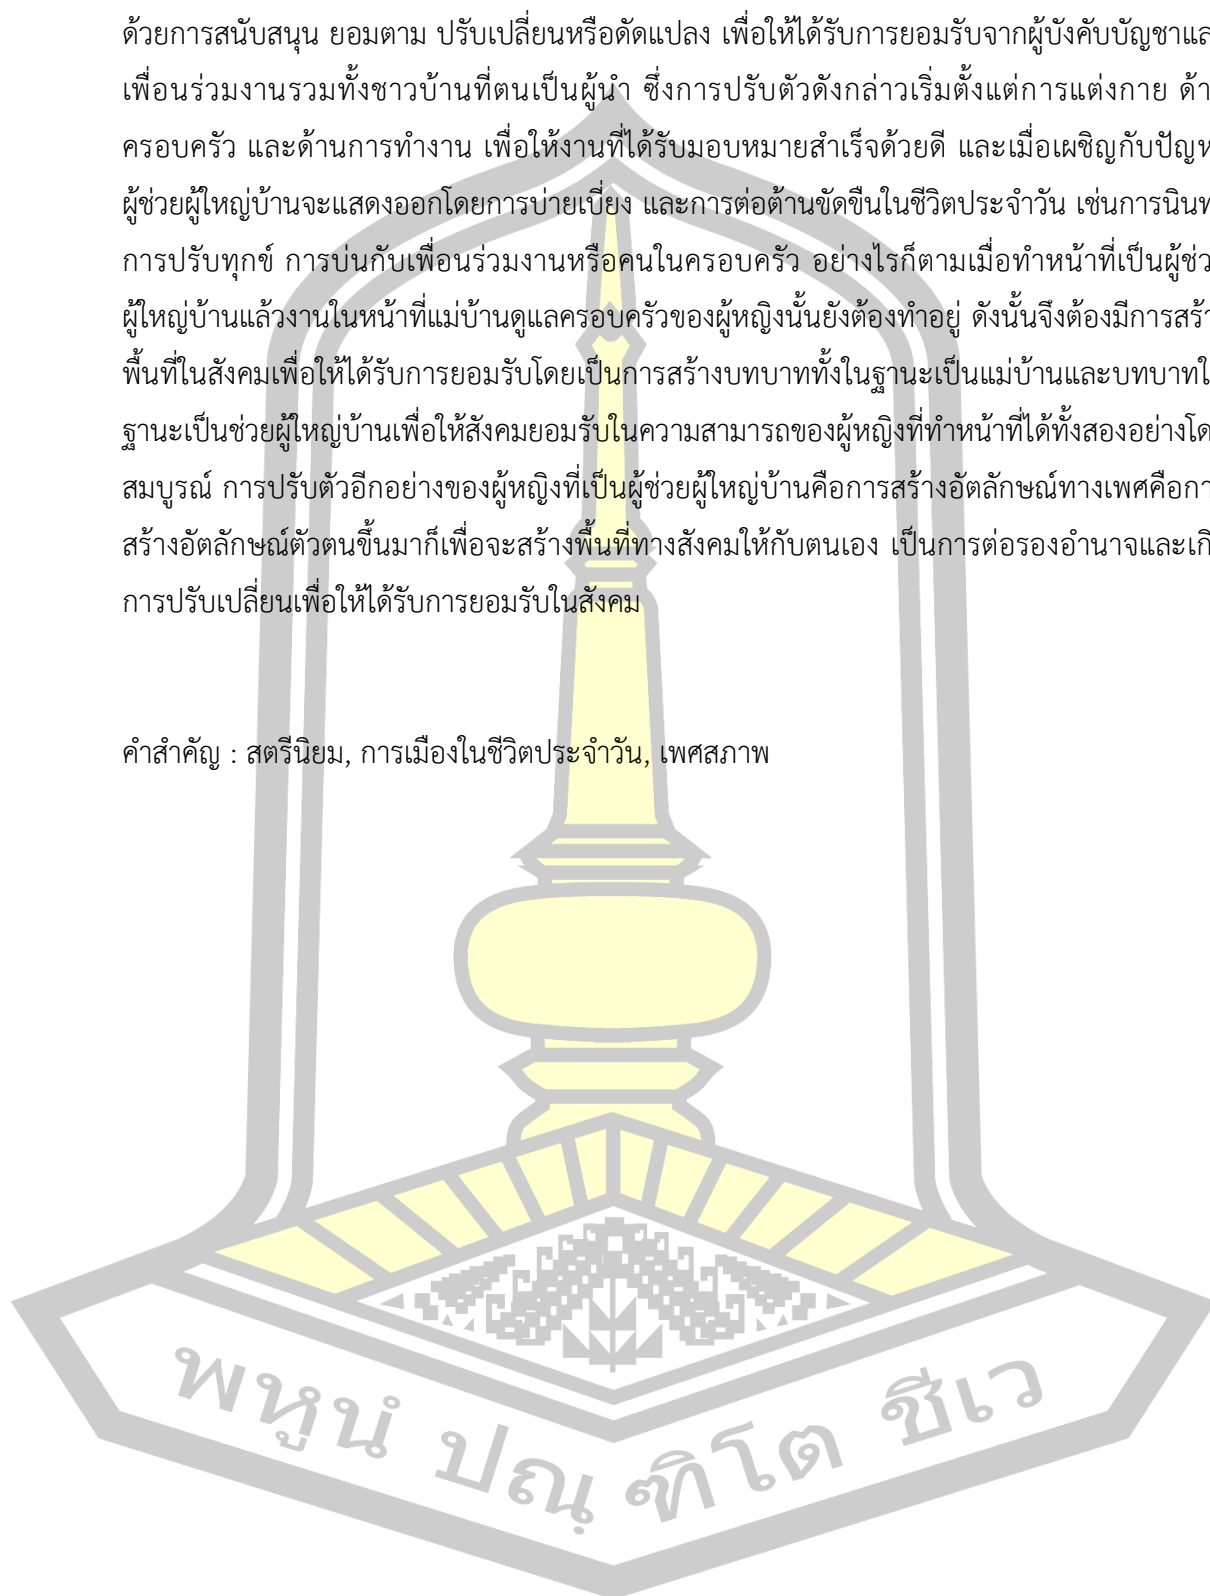 ด้วยการสนับสนุน ยอมตาม ปรับเปลี่ยนหรือดัดแปลง เพื่อให้ได้รับการยอมรับจากผู้บังคับบัญชาแล
เพื่อนร่วมงานรวมทั้งชาวบ้านที่ตนเป็นผู้นำ ซึ่งการปรับตัวดังกล่าวเริ่มตั้งแต่การแต่งกาย ด้า
ครอบครัว และด้านการทำงาน เพื่อให้งานที่ได้รับมอบหมายสำเร็จด้วยดี และเมื่อเผชิญกับปัญห
ผู้ช่วยผู้ใหญ่บ้านจะแสดงออกโดยการบ่ายเบี่ยง และการต่อต้านขัดขืนในชีวิตประจำวัน เช่นการนินท
การปรับทุกข์ การบ่นกับเพื่อนร่วมงานหรือคนในครอบครัว อย่างไรก็ตามเมื่อทำหน้าที่เป็นผู้ช่ว
ผู้ใหญ่บ้านแล้วงานในหน้าที่แม่บ้านดูแลครอบครัวของผู้หญิงนั้นยังต้องทำอยู่ ดังนั้นจึงต้องมีการสร้า
พื้นที่ในสังคมเพื่อให้ได้รับการยอมรับโดยเป็นการสร้างบทบาททั้งในฐานะเป็นแม่บ้านและบทบาทใ
ฐานะเป็นช่วยผู้ใหญ่บ้านเพื่อให้สังคมยอมรับในความสามารถของผู้หญิงที่ทำหน้าที่ได้ทั้งสองอย่างโด
สมบูรณ์ การปรับตัวอีกอย่างของผู้หญิงที่เป็นผู้ช่วยผู้ใหญ่บ้านคือการสร้างอัตลักษณ์ทางเพศคือกา
สร้างอัตลักษณ์ตัวตนขึ้นมาก็เพื่อจะสร้างพื้นที่ทางสังคมให้กับตนเอง เป็นการต่อรองอำนาจและเกิ
การปรับเปลี่ยนเพื่อให้ได้รับการยอมรับในสังคม
คำสำคัญ : สตรีนิยม, การเมืองในชีวิตประจำวัน, เพศสภาพ
พหูนํ ปณฺฑิโต ชีเว